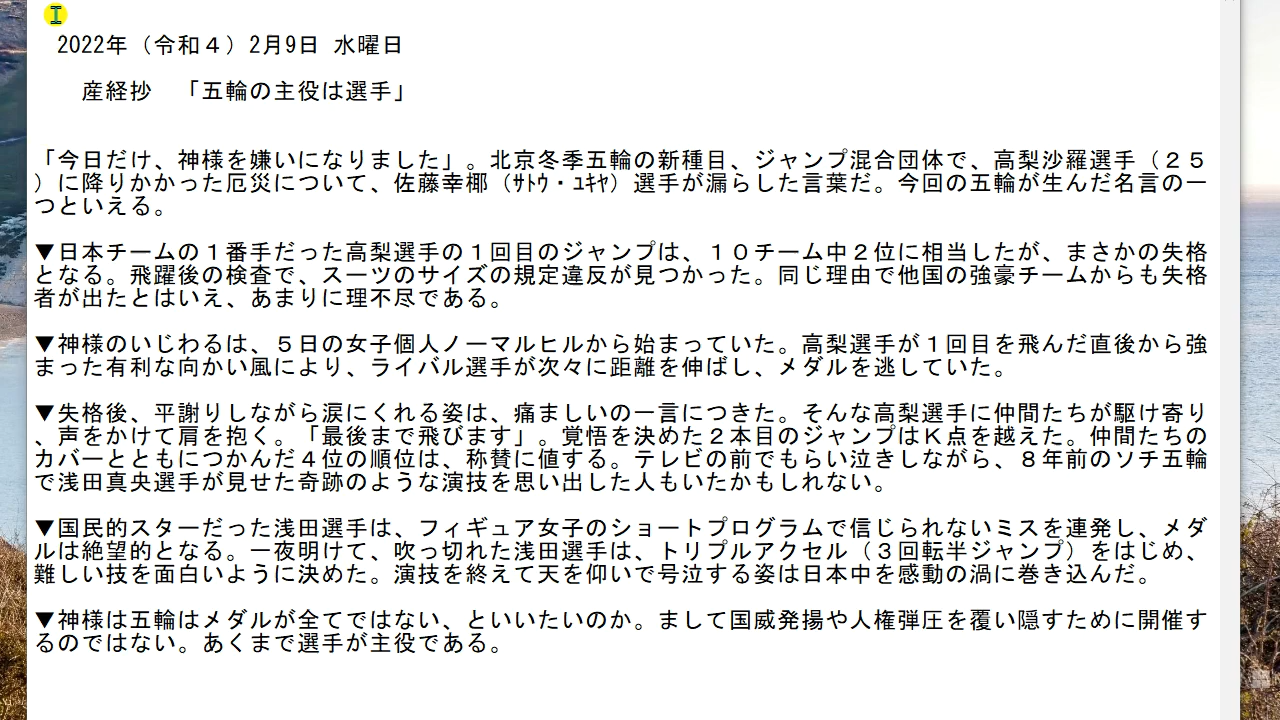 2022年（令和４）2月9日 水曜日
産経抄　「五輪の主役は選手」
「今日だけ、神様を嫌いになりました」。北京冬季五輪の新種目、ジャンプ混合団体で、高梨沙羅選手（２５
）に降りかかった厄災について、佐藤幸椰（ｻﾄｳ・ﾕｷﾔ）選手が漏らした言葉だ。今回の五輪が生んだ名言の一
つといえる。
▼日本チームの１番手だった高梨選手の１回目のジャンプは、１０チーム中２位に相当したが、まさかの失格
となる。飛躍後の検査で、スーツのサイズの規定違反が見つかった。同じ理由で他国の強豪チームからも失格
者が出たとはいえ、あまりに理不尽である。
▼神様のいじわるは、５日の女子個人ノーマルヒルから始まっていた。高梨選手が１回目を飛んだ直後から強
まった有利な向かい風により、ライバル選手が次々に距離を伸ばし、メダルを逃していた。
▼失格後、平謝りしながら涙にくれる姿は、痛ましいの一言につきた。そんな高梨選手に仲間たちが駆け寄り
、声をかけて肩を抱く。「最後まで飛びます」。覚悟を決めた２本目のジャンプはＫ点を越えた。仲間たちの
カバーとともにつかんだ４位の順位は、称賛に値する。テレビの前でもらい泣きしながら、８年前のソチ五輪
で浅田真央選手が見せた奇跡のような演技を思い出した人もいたかもしれない。
▼国民的スターだった浅田選手は、フィギュア女子のショートプログラムで信じられないミスを連発し、メダ
ルは絶望的となる。一夜明けて、吹っ切れた浅田選手は、トリプルアクセル（３回転半ジャンプ）をはじめ、
難しい技を面白いように決めた。演技を終えて天を仰いで号泣する姿は日本中を感動の渦に巻き込んだ。
▼神様は五輪はメダルが全てではない、といいたいのか。まして国威発揚や人権弾圧を覆い隠すために開催す
るのではない。あくまで選手が主役である。